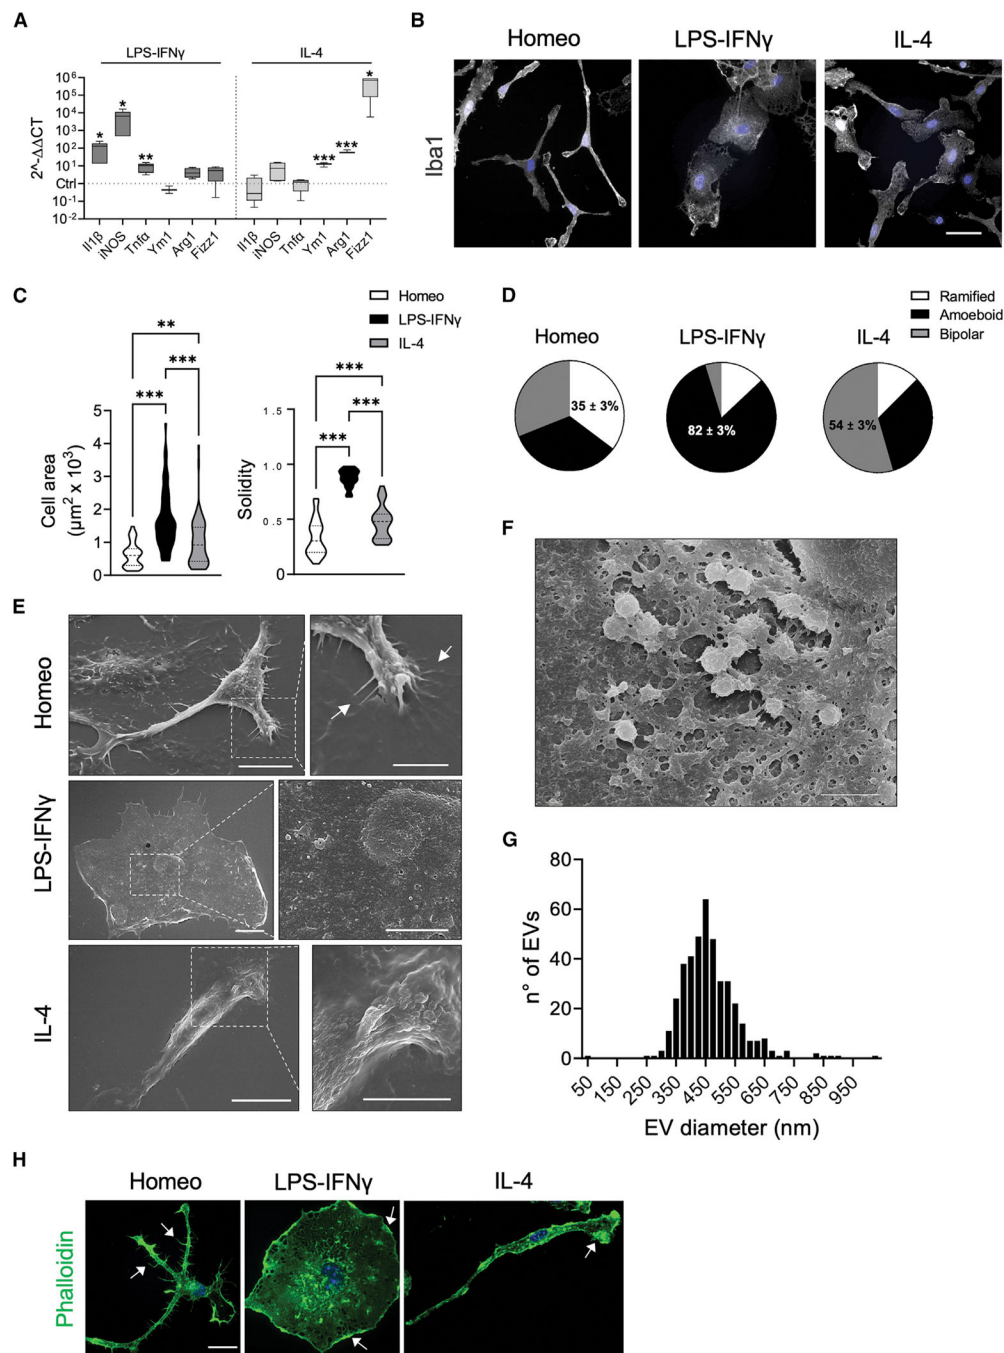 A
LPS-IFNγ
IL-4
2^-ΔΔCT
10⁶
10⁵
10⁴
10³
10²
10¹
Ctrl
10⁻¹
10⁻²
*
*
**
***
***
*
Il1β
iNOS
Tnfα
Ym1
Arg1
Fizz1
Il1β
iNOS
Tnfα
Ym1
Arg1
Fizz1
B
Homeo
LPS-IFNγ
IL-4
Iba1
C
Homeo
LPS-IFNγ
IL-4
**
***
***
Cell area
(µm² x 10³)
5
4
3
2
1
0
***
***
***
Solidity
1.5
1.0
0.5
0
D
Ramified
Amoeboid
Bipolar
Homeo
LPS-IFNγ
IL-4
35 ± 3%
82 ± 3%
54 ± 3%
E
Homeo
LPS-IFNγ
IL-4
F
G
n° of EVs
80
60
40
20
0
50
150
250
350
450
550
650
750
850
950
EV diameter (nm)
H
Homeo
LPS-IFNγ
IL-4
Phalloidin